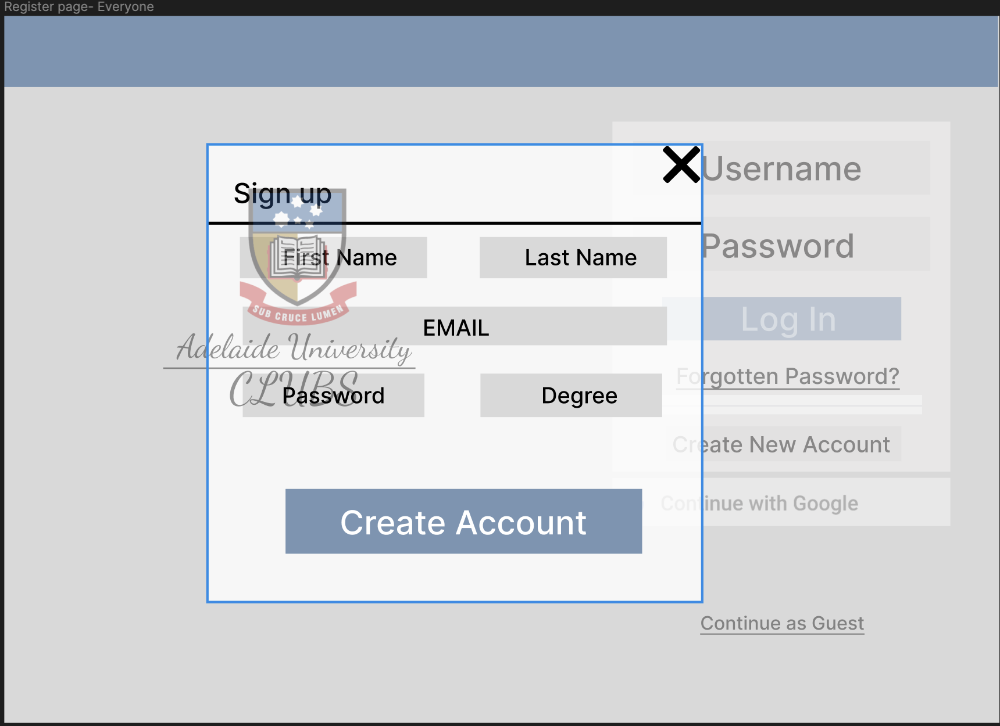 Register page- Everyone
Sign up
First Name
Last Name
EMAIL
Password
Degree
Create Account
SUB CRUCE LUMEN
Adelaide University
CLUBS
Username
Password
Log In
Forgotten Password?
Create New Account
Continue with Google
Continue as Guest